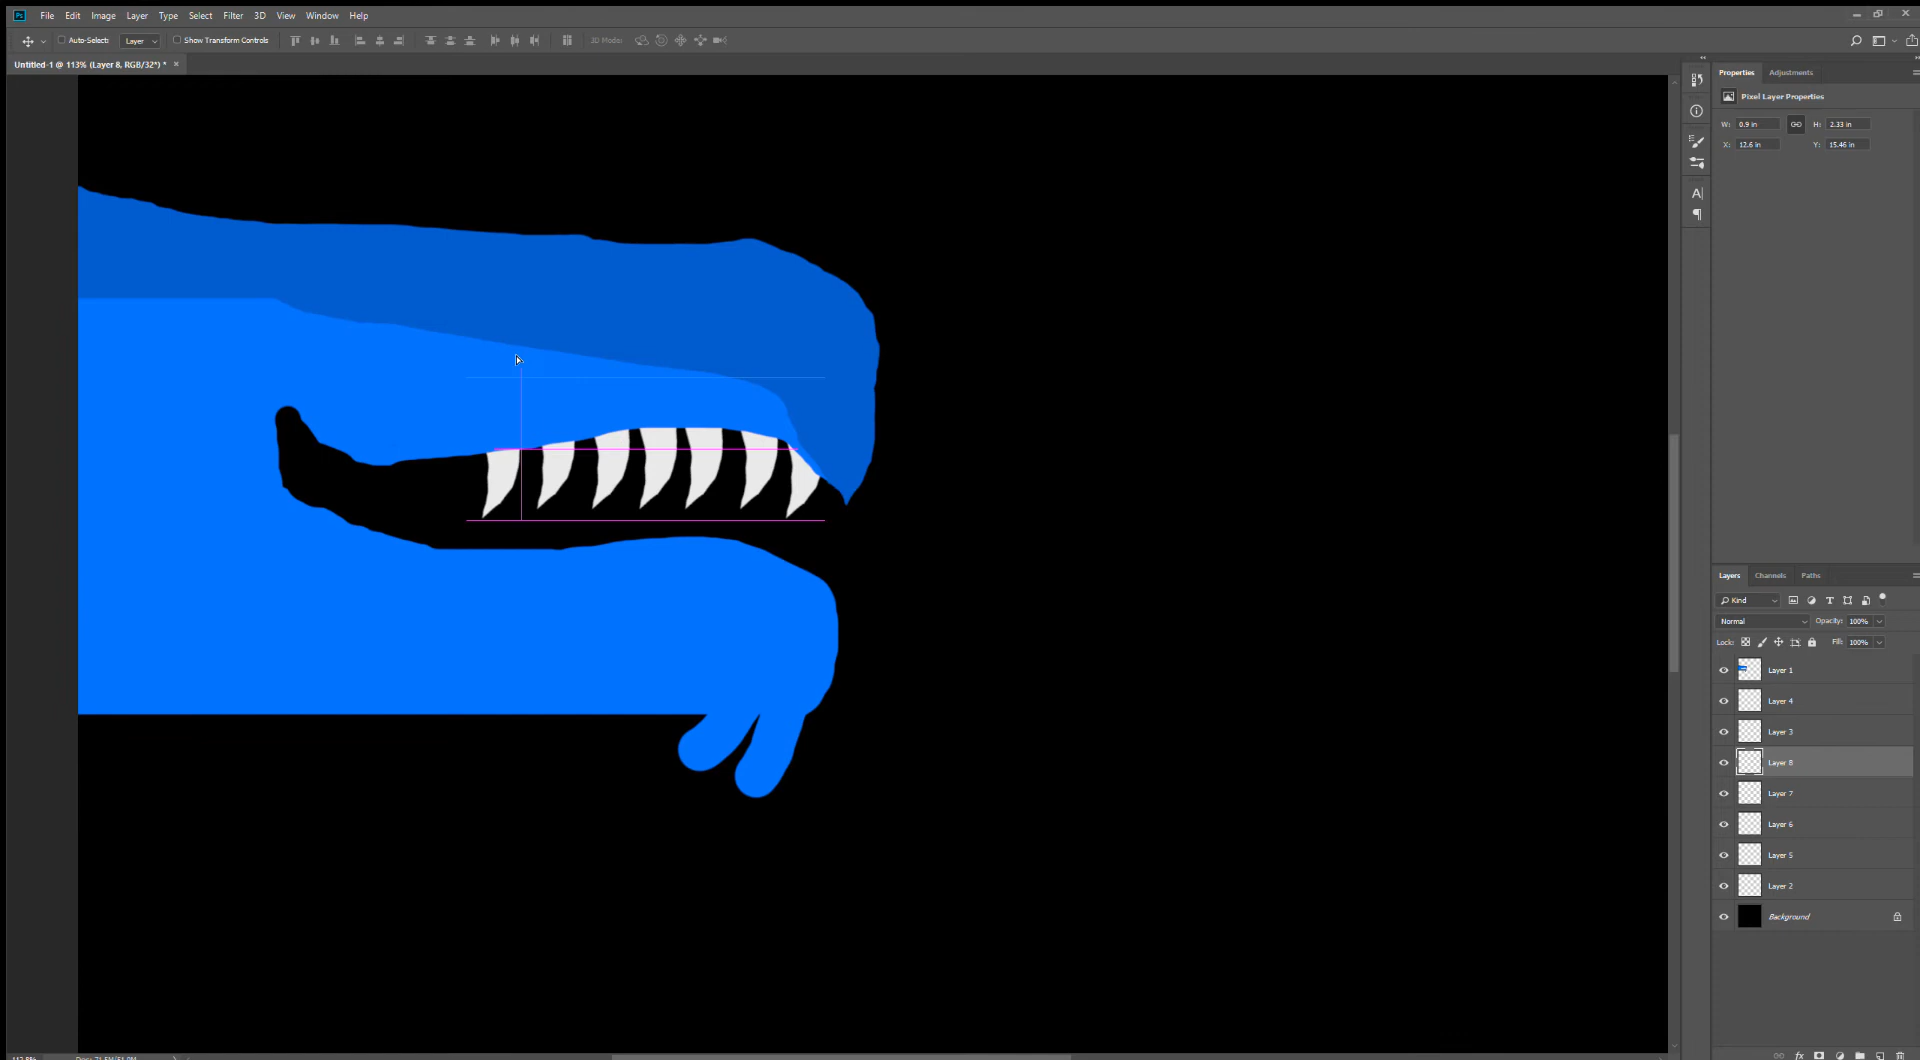 Ps File Edit Image Layer Type Select Filter 3D View Window Help
Auto-Select: Layer Show Transform Controls 3D Mode:
Untitled-1 @ 113% (Layer 8, RGB/32*) * ×
Properties Adjustments
Pixel Layer Properties
W: 0.9 in H: 2.33 in
X: 12.6 in Y: 15.46 in
Layers Channels Paths
Kind
Normal Opacity: 100%
Lock: Fill: 100%
Layer 1
Layer 4
Layer 3
Layer 8
Layer 7
Layer 6
Layer 5
Layer 2
Background
fx